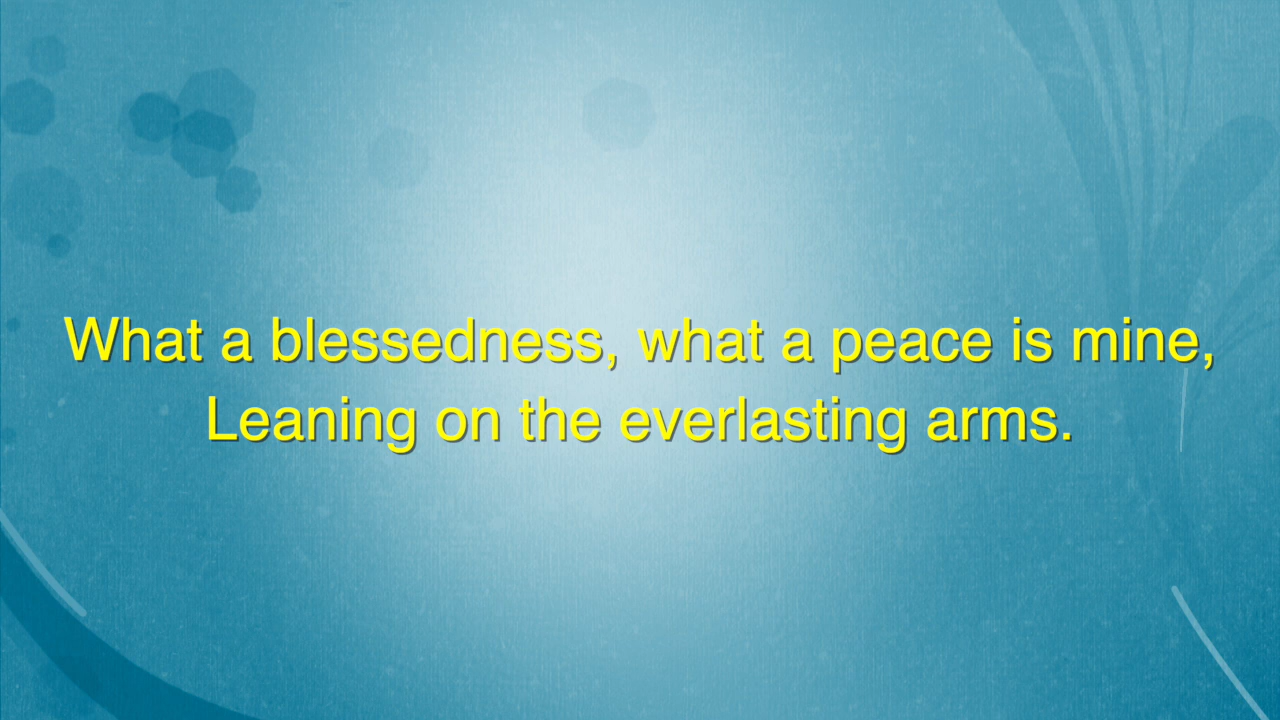 What a blessedness, what a peace is mine,
Leaning on the everlasting arms.